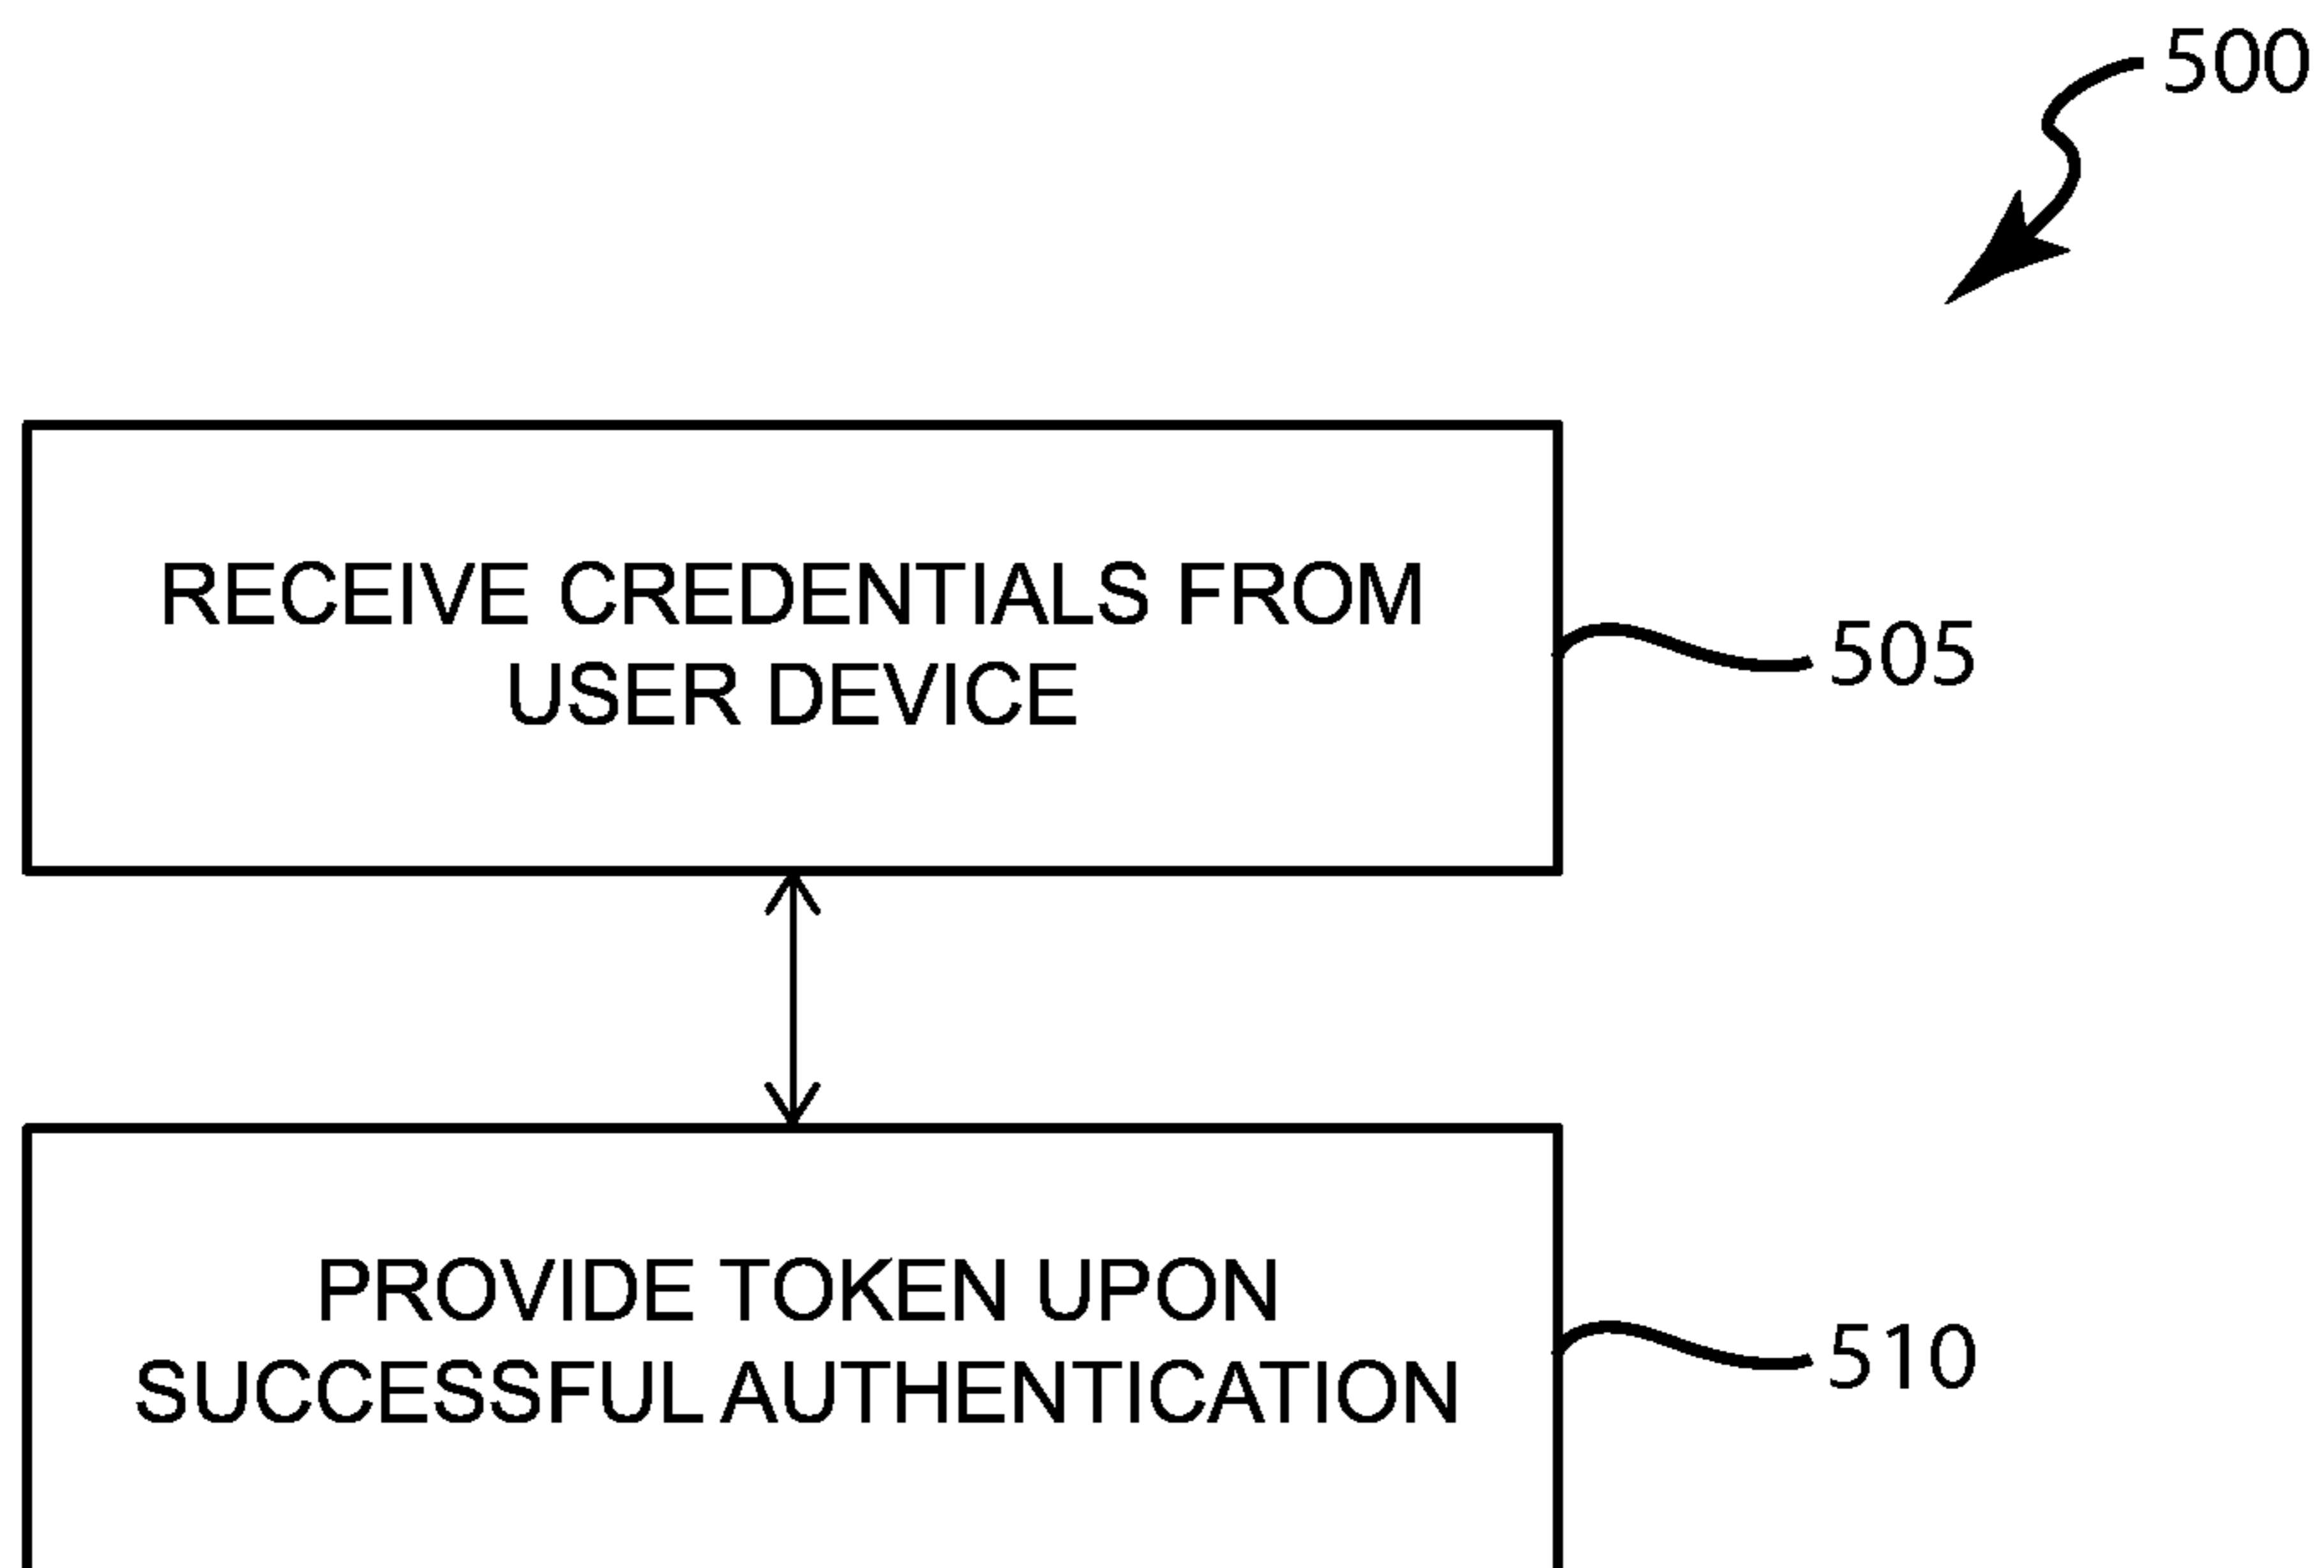 500
RECEIVE CREDENTIALS FROM
USER DEVICE
505
PROVIDE TOKEN UPON
SUCCESSFUL AUTHENTICATION
510